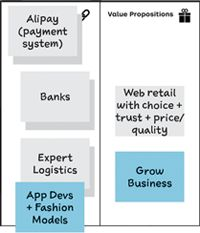 Alipay
(payment
system)
Banks
Expert
Logistics
App Devs
+ Fashion
Models
Value Propositions
Web retail
with choice +
trust + price/
quality
Grow
Business